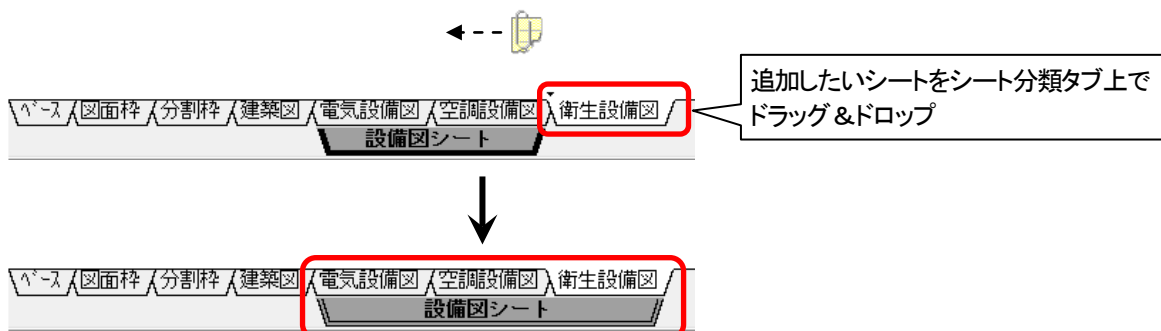 追加したいシートをシート分類タブ上で
ドラッグ&ドロップ
ベース 図面枠 分割枠 建築図 電気設備図 空調設備図 衛生設備図
設備図シート
ベース 図面枠 分割枠 建築図 電気設備図 空調設備図 衛生設備図
設備図シート